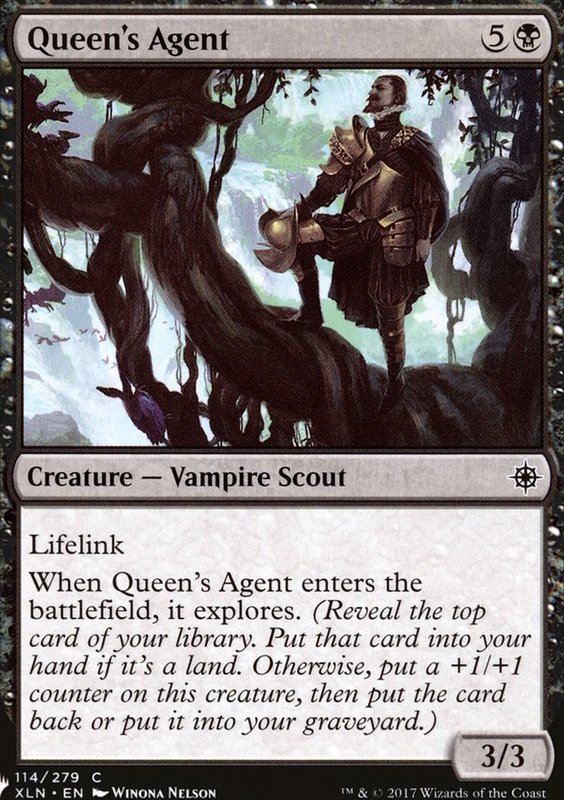 Queen's Agent 5
Creature — Vampire Scout
Lifelink
When Queen's Agent enters the
battlefield, it explores. (Reveal the top
card of your library. Put that card into your
hand if it's a land. Otherwise, put a +1/+1
counter on this creature, then put the card
back or put it into your graveyard.)
3/3
114/279 C
XLN • EN Winona Nelson
™ & © 2017 Wizards of the Coast